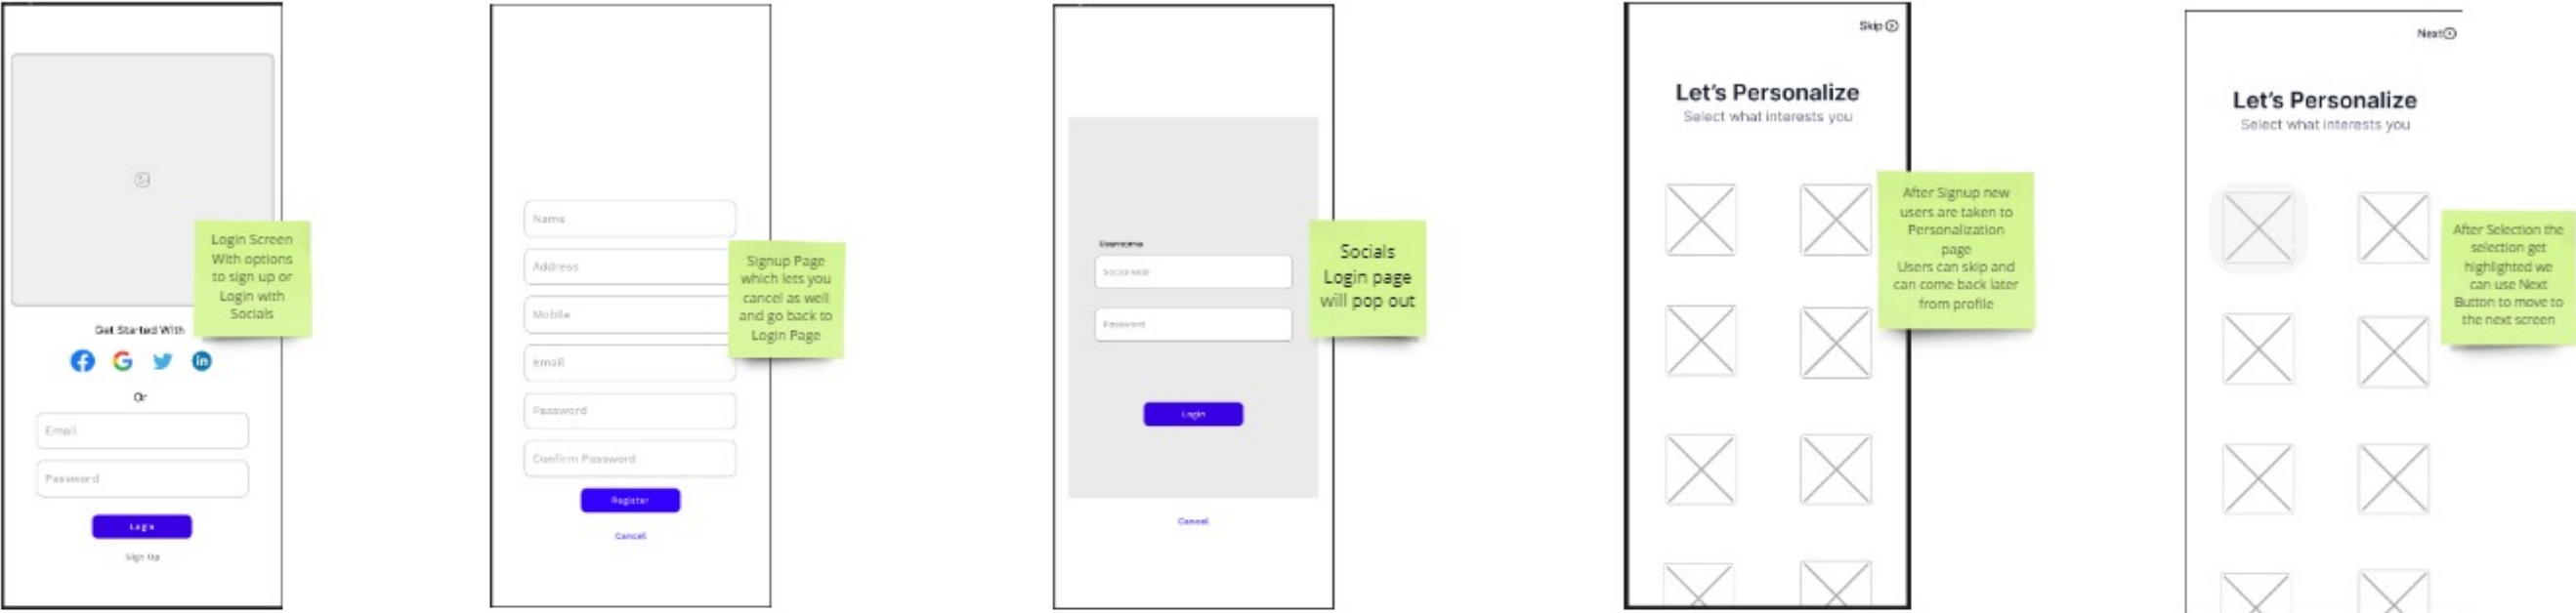 Get Started With
Or
Email
Password
Login
Sign Up
Login Screen
With options
to sign up or
Login with
Socials
Name
Address
Mobile
Email
Password
Confirm Password
Register
Cancel
Signup Page
which lets you
cancel as well
and go back to
Login Page
Username
Social Mail
Password
Login
Cancel
Socials
Login page
will pop out
Skip
Let's Personalize
Select what interests you
After Signup new
users are taken to
Personalization
page
Users can skip and
can come back later
from profile
Next
Let's Personalize
Select what interests you
After Selection the
selection get
highlighted we
can use Next
Button to move to
the next screen